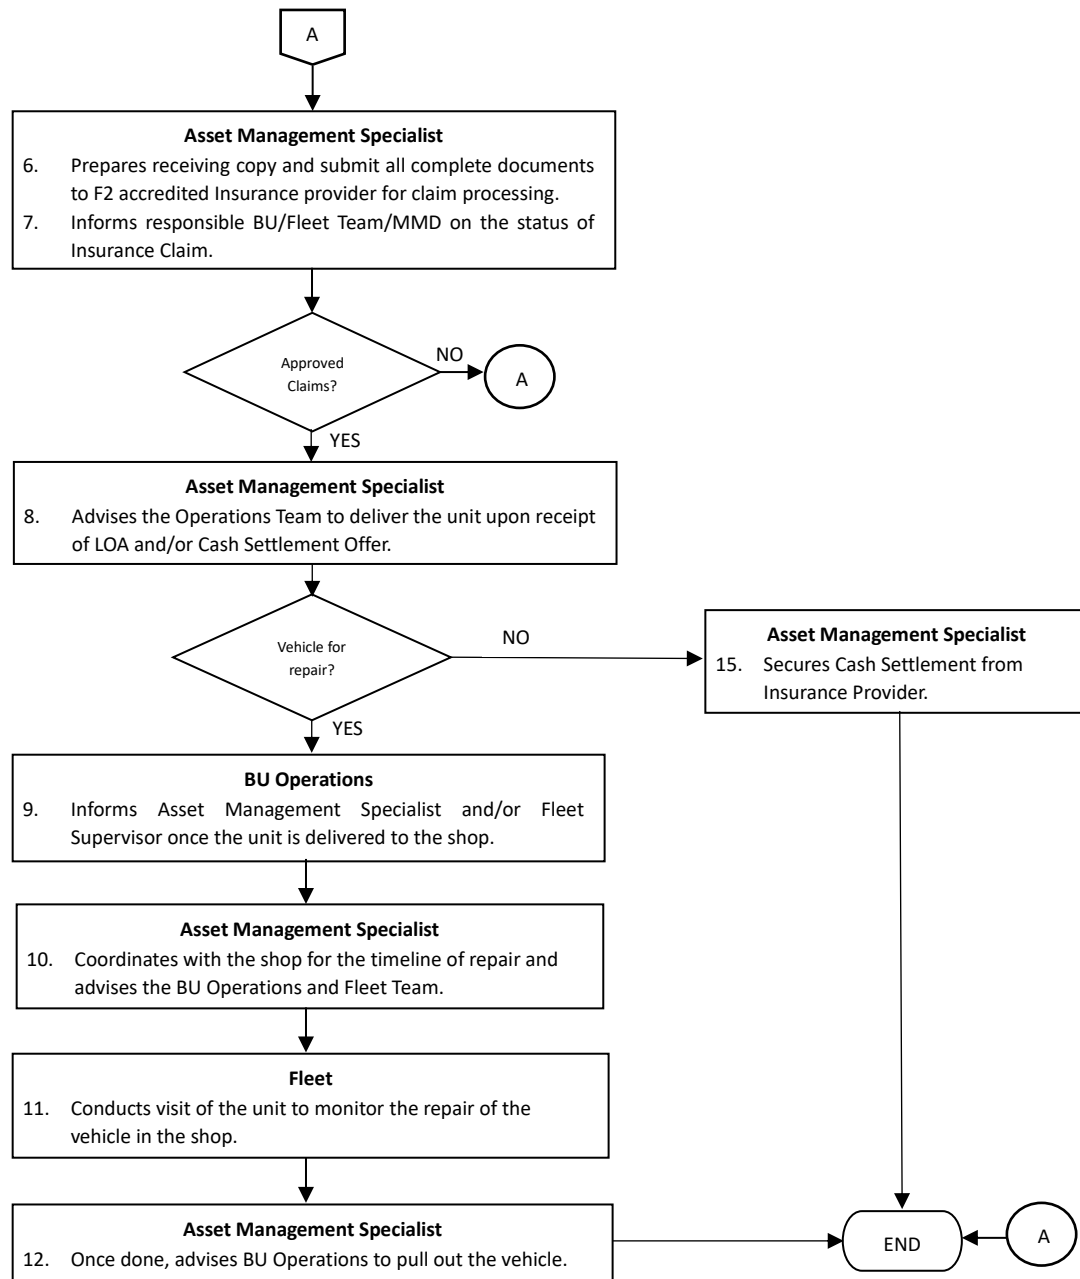 A
Asset Management Specialist
6. Prepares receiving copy and submit all complete documents
to F2 accredited Insurance provider for claim processing.
7. Informs responsible BU/Fleet Team/MMD on the status of
Insurance Claim.
Approved
Claims?
NO
A
YES
Asset Management Specialist
8. Advises the Operations Team to deliver the unit upon receipt
of LOA and/or Cash Settlement Offer.
Vehicle for
repair?
NO
Asset Management Specialist
15. Secures Cash Settlement from
Insurance Provider.
YES
BU Operations
9. Informs Asset Management Specialist and/or Fleet
Supervisor once the unit is delivered to the shop.
Asset Management Specialist
10. Coordinates with the shop for the timeline of repair and
advises the BU Operations and Fleet Team.
Fleet
11. Conducts visit of the unit to monitor the repair of the
vehicle in the shop.
Asset Management Specialist
12. Once done, advises BU Operations to pull out the vehicle.
END
A